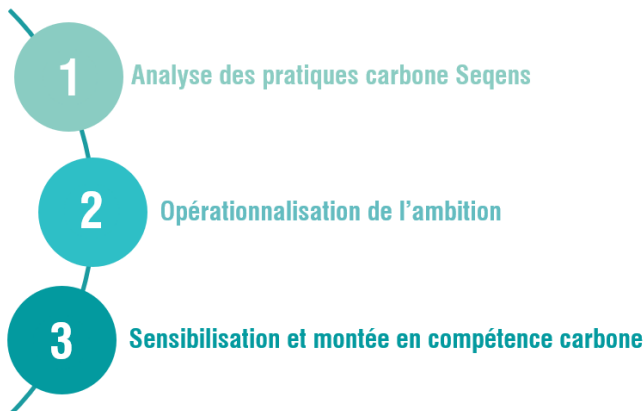 1 Analyse des pratiques carbone Seqens
2 Opérationnalisation de l'ambition
3 Sensibilisation et montée en compétence carbone